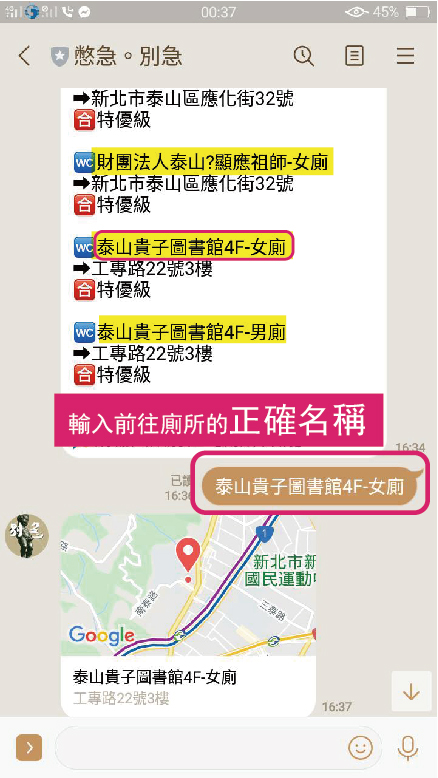 00:37
45%
憋急。別急
➡新北市泰山區應化街32號
合特優級
WC財團法人泰山?顯應祖師-女廁
➡新北市泰山區應化街32號
合特優級
WC泰山貴子圖書館4F-女廁
➡工專路22號3樓
合特優級
WC泰山貴子圖書館4F-男廁
➡工專路22號3樓
合特優級
輸入前往廁所的正確名稱
16:34
已讀
16:36
泰山貴子圖書館4F-女廁
1
新北市新
國民運動中
泰路
三泰路
Google
泰山貴子圖書館4F-女廁
工專路22號3樓
16:37